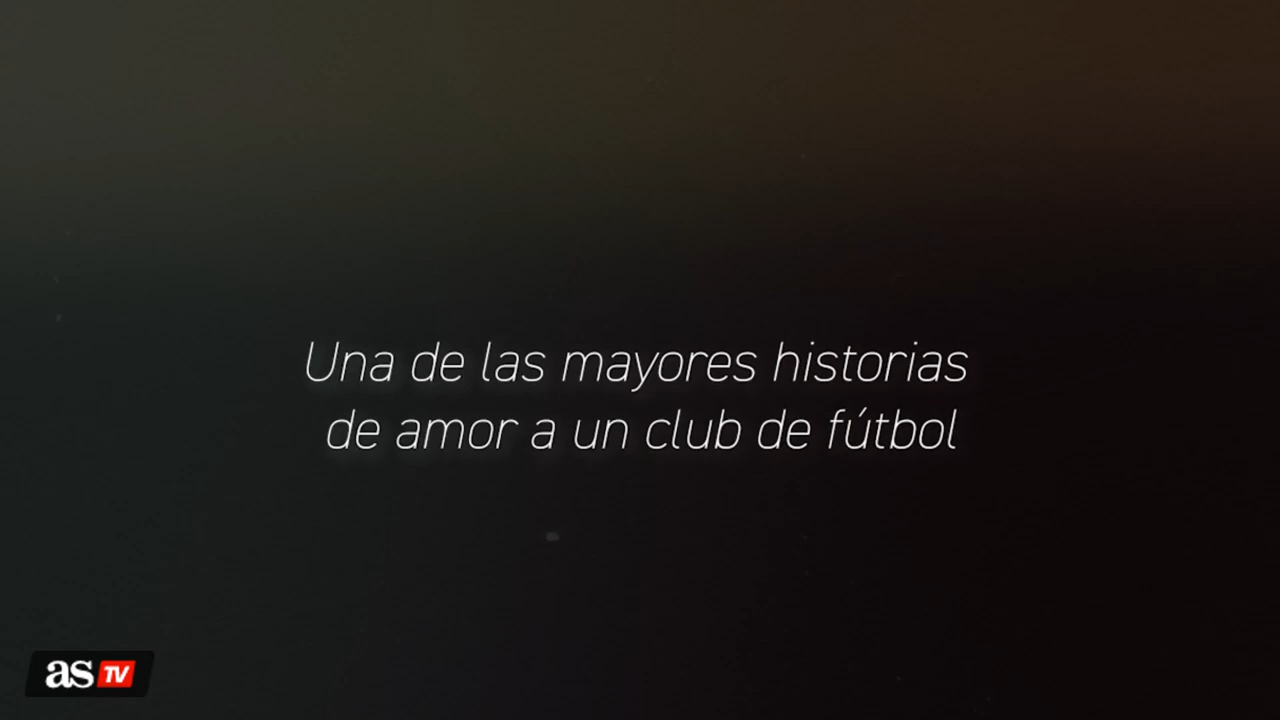 Una de las mayores historias
de amor a un club de fútbol
as TV